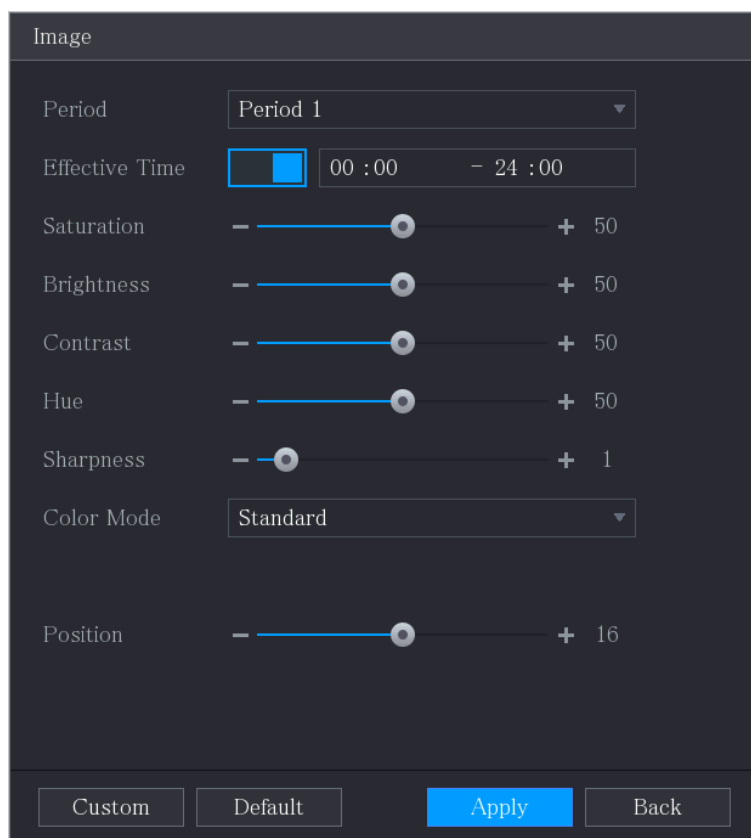 Image
Period Period 1
Effective Time 00 :00 - 24 :00
Saturation 50
Brightness 50
Contrast 50
Hue 50
Sharpness 1
Color Mode Standard
Position 16
Custom Default Apply Back